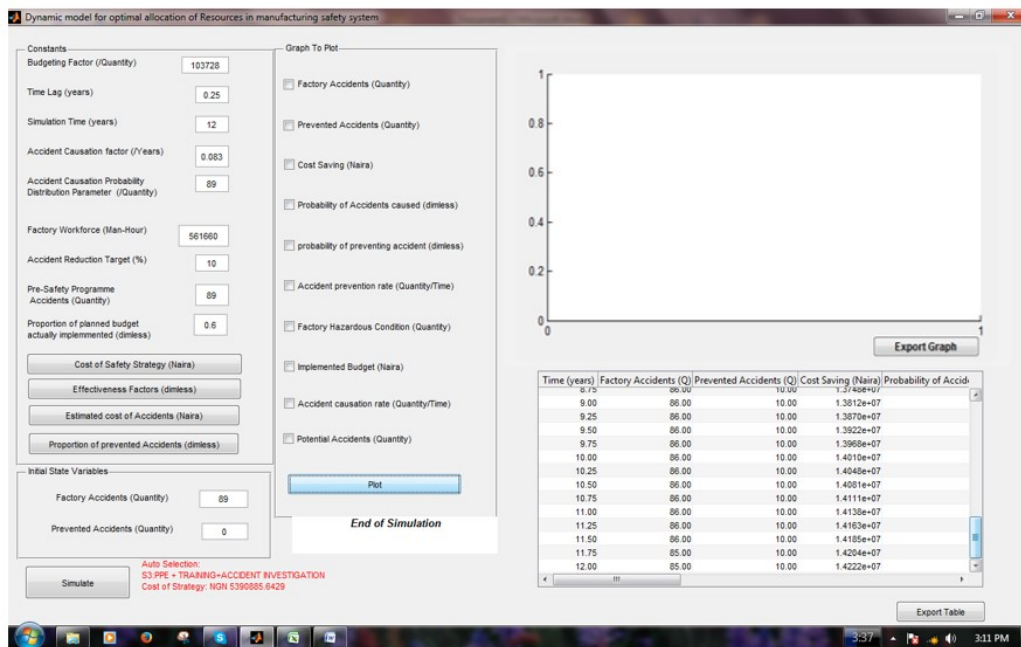 Dynamic model for optimal allocation of Resources in manufacturing safety system
Constants
Budgeting Factor (/Quantity) 103728
Time Lag (years) 0.25
Simulation Time (years) 12
Accident Causation factor (/Years) 0.083
Accident Causation Probability
Distribution Parameter (/Quantity) 89
Factory Workforce (Man-Hour) 561660
Accident Reduction Target (%) 10
Pre-Safety Programme
Accidents (Quantity) 89
Proportion of planned budget
actually implemmented (dimless) 0.6
Cost of Safety Strategy (Naira)
Effectiveness Factors (dimless)
Estimated cost of Accidents (Naira)
Proportion of prevented Accidents (dimless)
Initial State Variables
Factory Accidents (Quantity) 89
Prevented Accidents (Quantity) 0
Simulate
Auto Selection:
S3:PPE + TRAINING+ACCIDENT INVESTIGATION
Cost of Strategy: NGN 5390885.6429
Graph To Plot
Factory Accidents (Quantity)
Prevented Accidents (Quantity)
Cost Saving (Naira)
Probability of Accidents caused (dimless)
probability of preventing accident (dimless)
Accident prevention rate (Quantity/Time)
Factory Hazardous Condition (Quantity)
Implemented Budget (Naira)
Accident causation rate (Quantity/Time)
Potential Accidents (Quantity)
Plot
End of Simulation
1
0.8
0.6
0.4
0.2
0
0 1
Export Graph
Time (years) Factory Accidents (Q) Prevented Accidents (Q) Cost Saving (Naira) Probability of Accid
8.75 86.00 10.00 1.3748e+07
9.00 86.00 10.00 1.3812e+07
9.25 86.00 10.00 1.3870e+07
9.50 86.00 10.00 1.3922e+07
9.75 86.00 10.00 1.3968e+07
10.00 86.00 10.00 1.4010e+07
10.25 86.00 10.00 1.4048e+07
10.50 86.00 10.00 1.4081e+07
10.75 86.00 10.00 1.4111e+07
11.00 86.00 10.00 1.4138e+07
11.25 86.00 10.00 1.4163e+07
11.50 86.00 10.00 1.4185e+07
11.75 85.00 10.00 1.4204e+07
12.00 85.00 10.00 1.4222e+07
Export Table
3:37 3:11 PM